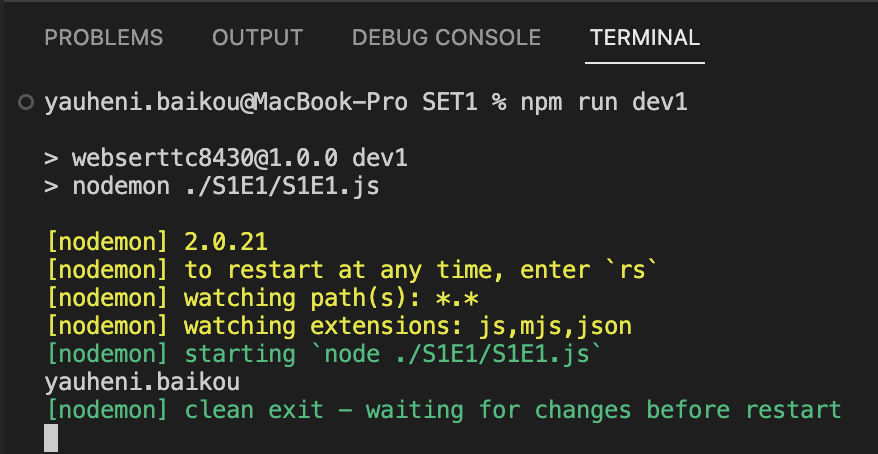 PROBLEMS OUTPUT DEBUG CONSOLE TERMINAL
yauheni.baikou@MacBook-Pro SET1 % npm run dev1
> webserttc8430@1.0.0 dev1
> nodemon ./S1E1/S1E1.js
[nodemon] 2.0.21
[nodemon] to restart at any time, enter `rs`
[nodemon] watching path(s): *.*
[nodemon] watching extensions: js,mjs,json
[nodemon] starting `node ./S1E1/S1E1.js`
yauheni.baikou
[nodemon] clean exit - waiting for changes before restart